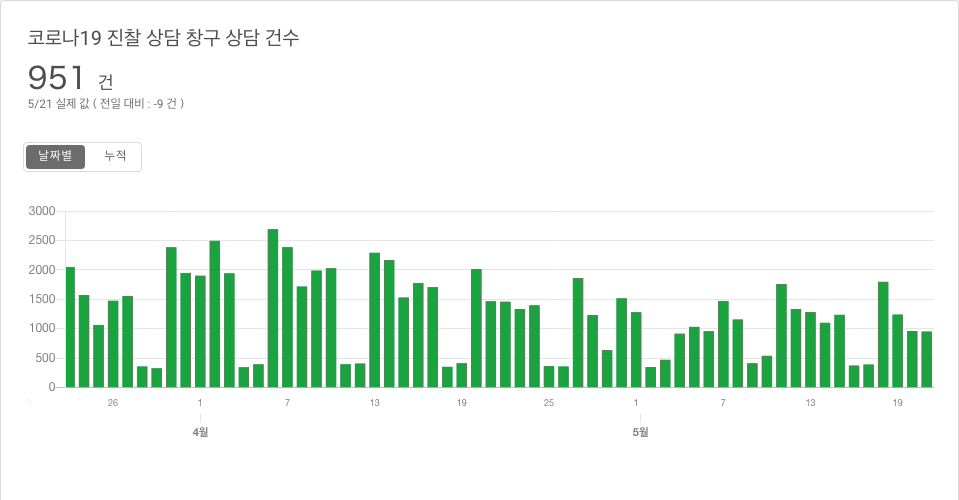 코로나19 진찰 상담 창구 상담 건수
951 건
5/21 실제 값 ( 전일 대비 : -9 건 )
날짜별 누적
3000
2500
2000
1500
1000
500
0
26 1 7 13 19 25 1 7 13 19
4월 5월